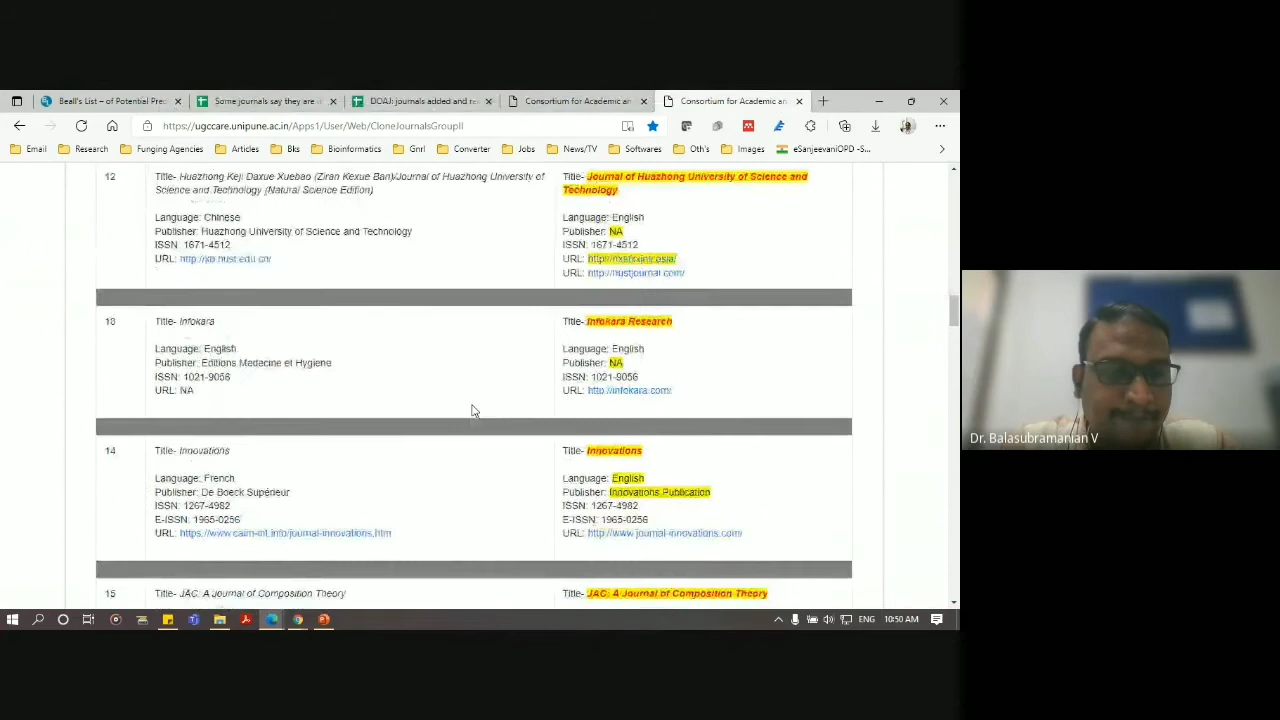 Beall's List – of Potential Pre
Some journals say they are
DOAJ: journals added and re
Consortium for Academic an
Consortium for Academic an
https://ugccare.unipune.ac.in/Apps1/User/Web/CloneJournalsGroupII
Email Research Funging Agencies Articles Bks Bioinformatics Gnrl Converter Jobs News/TV Softwares Oth's Images eSanjeevaniOPD -S...
12
Title- Huazhong Keji Daxue Xuebao (Ziran Kexue Ban)/Journal of Huazhong University of
Science and Technology (Natural Science Edition)
Language: Chinese
Publisher: Huazhong University of Science and Technology
ISSN: 1671-4512
URL:
Title- Journal of Huazhong University of Science and
Technology
Language: English
Publisher: NA
ISSN: 1671-4512
URL:
URL: http://hustjournal.com/
13
Title- Infokara
Language: English
Publisher: Editions Medecine et Hygiene
ISSN: 1021-9056
URL: NA
Title- Infokara Research
Language: English
Publisher: NA
ISSN: 1021-9056
URL: http://infokara.com/
14
Title- Innovations
Language: French
Publisher: De Boeck Supérieur
ISSN: 1267-4982
E-ISSN: 1965-0256
URL: https://www.cairn-int.info/journal-innovations.htm
Title- Innovations
Language: English
Publisher: Innovations Publication
ISSN: 1267-4982
E-ISSN: 1965-0256
URL: http://www.journal-innovations.com/
15
Title- JAC: A Journal of Composition Theory
Title- JAC: A Journal of Composition Theory
ENG 10:50 AM
Dr. Balasubramanian V